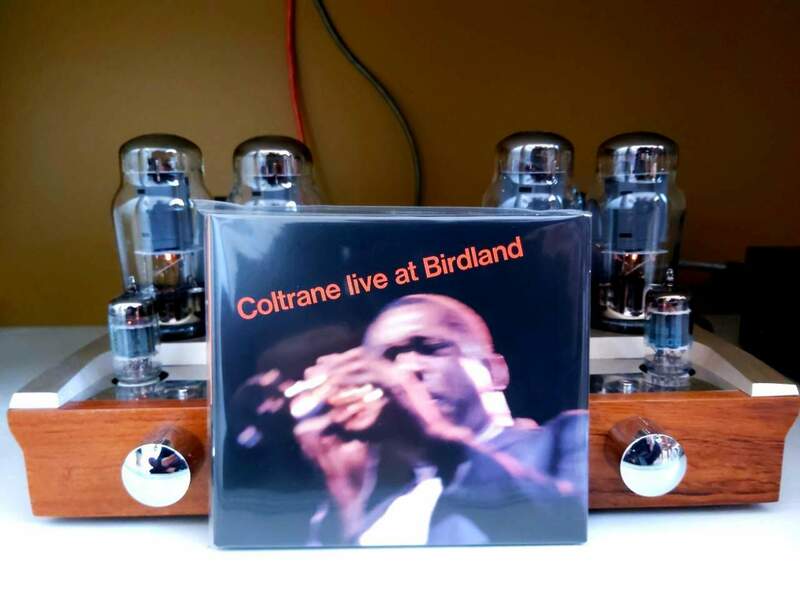 Coltrane live at Birdland